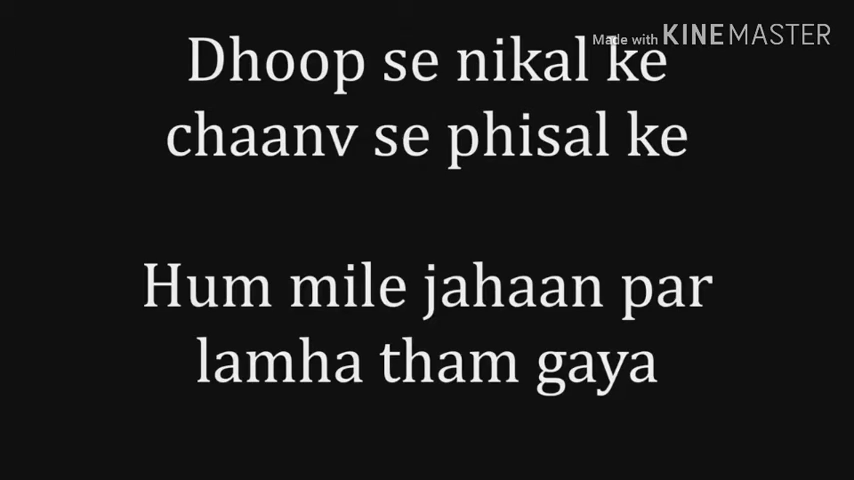 Made with KINEMASTER
Dhoop se nikal ke
chaanv se phisal ke
Hum mile jahaan par
lamha tham gaya